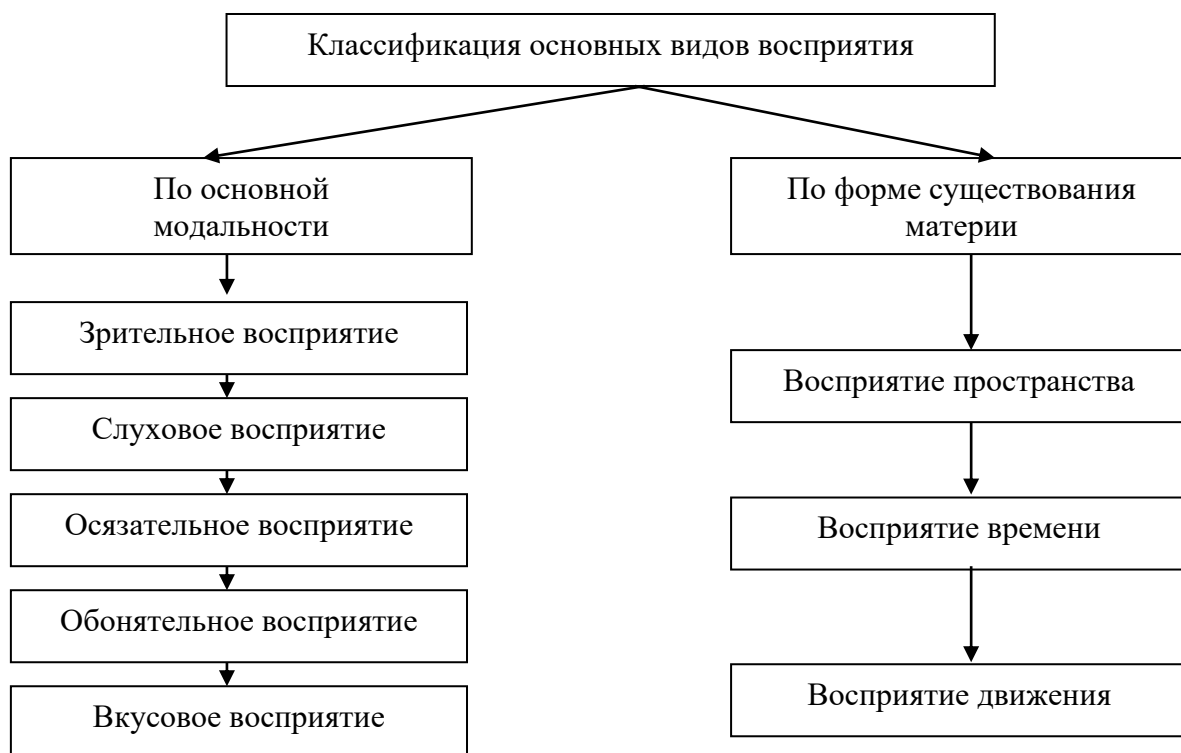 Классификация основных видов восприятия
По основной
модальности
Зрительное восприятие
Слуховое восприятие
Осязательное восприятие
Обонятельное восприятие
Вкусовое восприятие
По форме существования
материи
Восприятие пространства
Восприятие времени
Восприятие движения